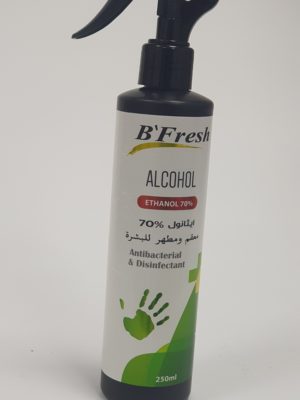 B'Fresh
ALCOHOL
ETHANOL 70%
ايثانول 70%
معقم ومطهر للبشرة
Antibacterial
& Disinfectant
250ml